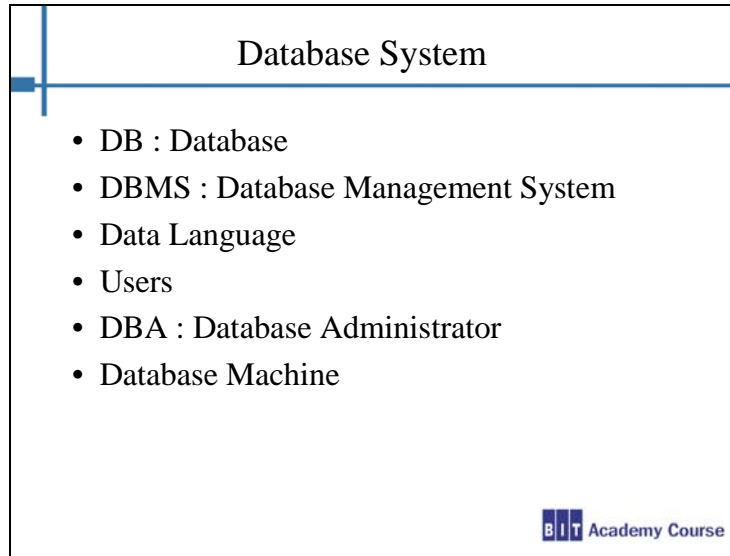 Database System
• DB : Database
• DBMS : Database Management System
• Data Language
• Users
• DBA : Database Administrator
• Database Machine
BIT Academy Course